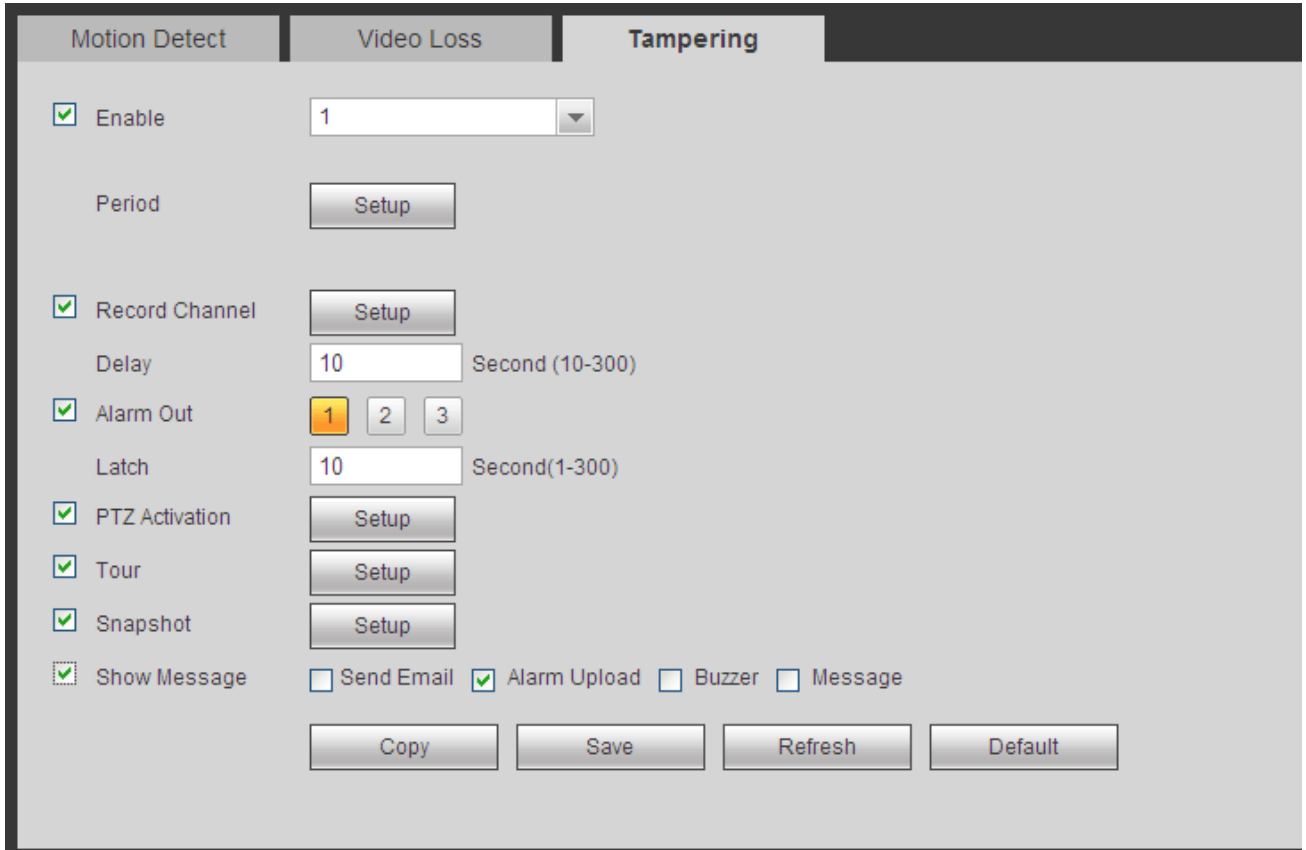 Motion Detect Video Loss Tampering
Enable 1
Period Setup
Record Channel Setup
Delay 10 Second (10-300)
Alarm Out 1 2 3
Latch 10 Second(1-300)
PTZ Activation Setup
Tour Setup
Snapshot Setup
Show Message Send Email Alarm Upload Buzzer Message
Copy Save Refresh Default